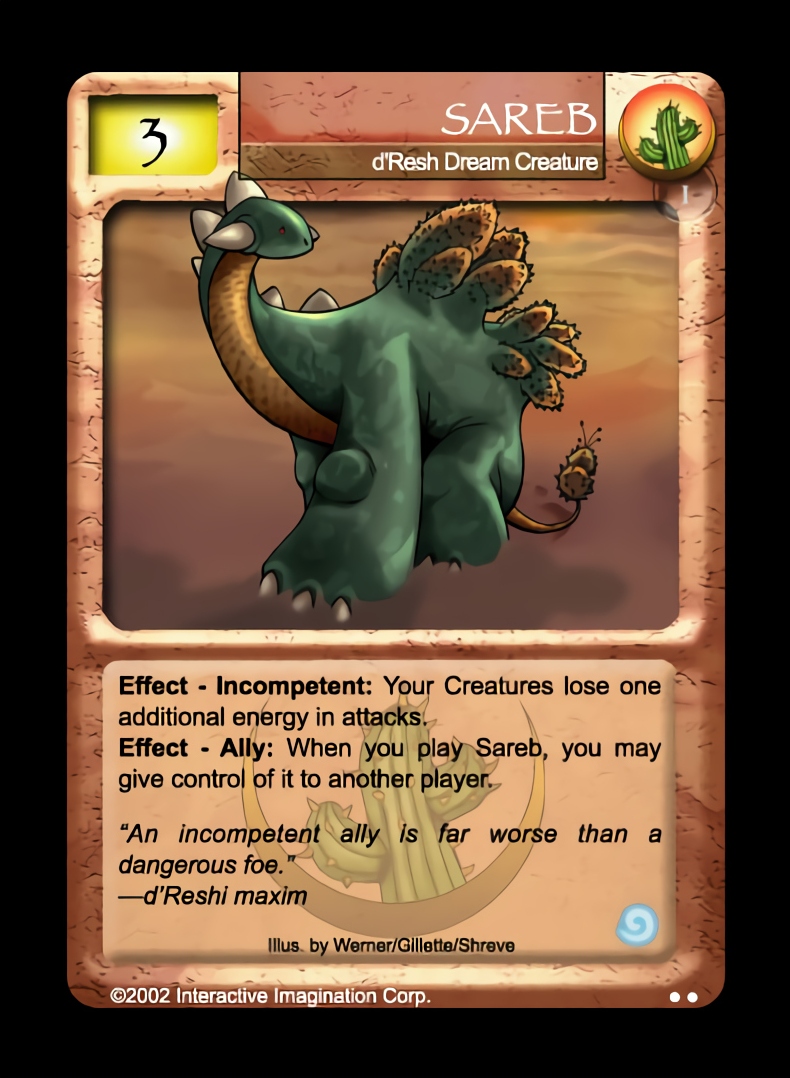 3
SAREB
d'Resh Dream Creature
1
Effect - Incompetent: Your Creatures lose one
additional energy in attacks.
Effect - Ally: When you play Sareb, you may
give control of it to another player.
“An incompetent ally is far worse than a
dangerous foe.”
—d’Reshi maxim
Illus. by Werner/Gillette/Shreve
©2002 Interactive Imagination Corp.